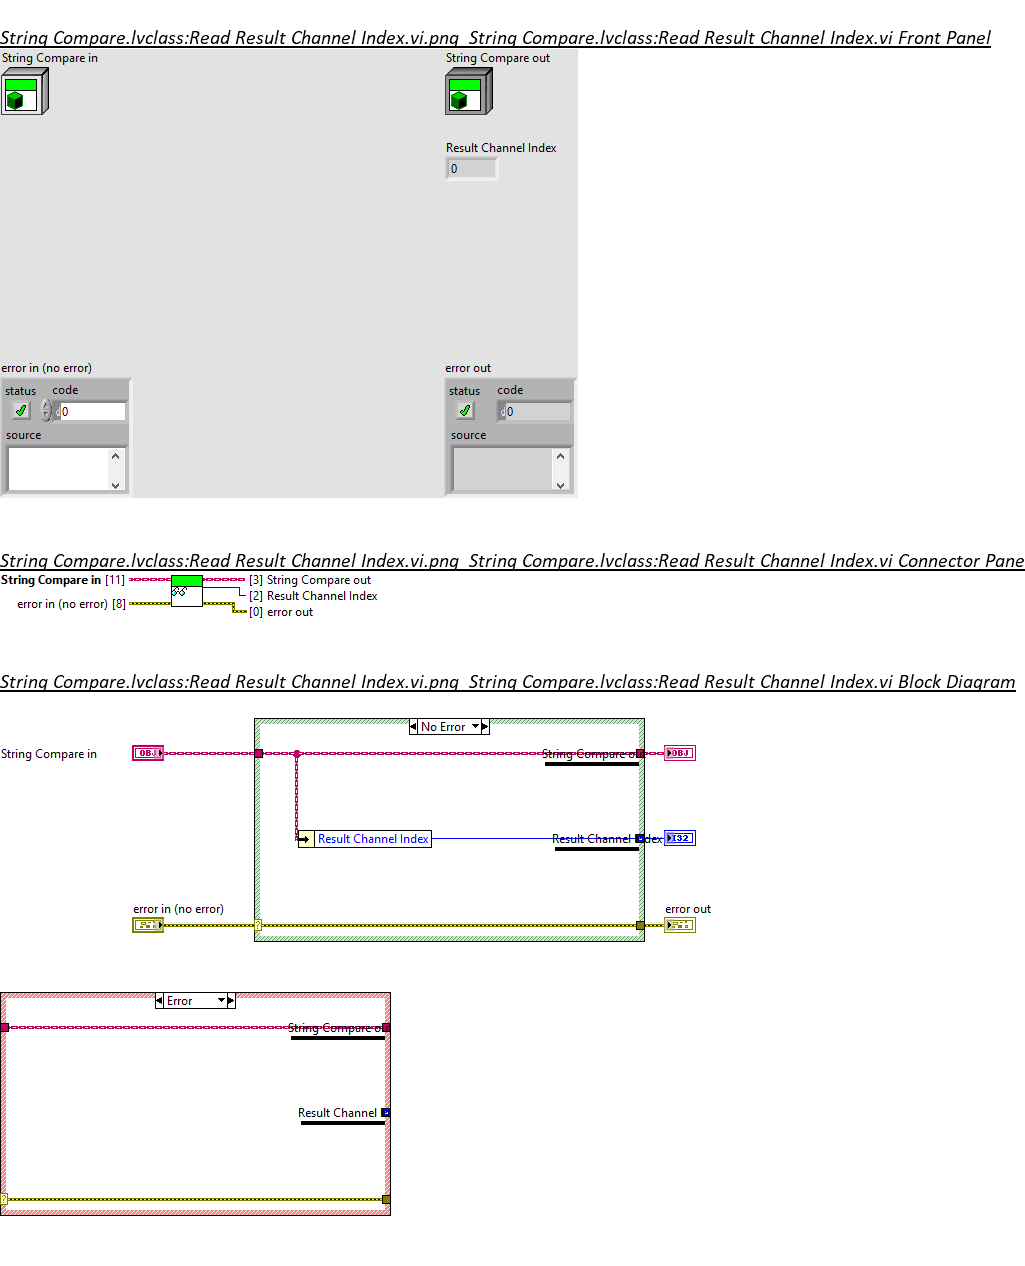 String Compare.lvclass:Read Result Channel Index.vi.png  String Compare.lvclass:Read Result Channel Index.vi Front Panel
String Compare in
String Compare out
Result Channel Index
0
error in (no error)
error out
status code
d 0
source
status code
d 0
source
String Compare.lvclass:Read Result Channel Index.vi.png  String Compare.lvclass:Read Result Channel Index.vi Connector Pane
String Compare in [11]
[3] String Compare out
[2] Result Channel Index
error in (no error) [8]
[0] error out
String Compare.lvclass:Read Result Channel Index.vi.png  String Compare.lvclass:Read Result Channel Index.vi Block Diagram
No Error
String Compare in
OBJ
String Compare o
OBJ
Result Channel Index
Result Channel Index
I32
error in (no error)
?
error out
Error
String Compare o
Result Channel
?